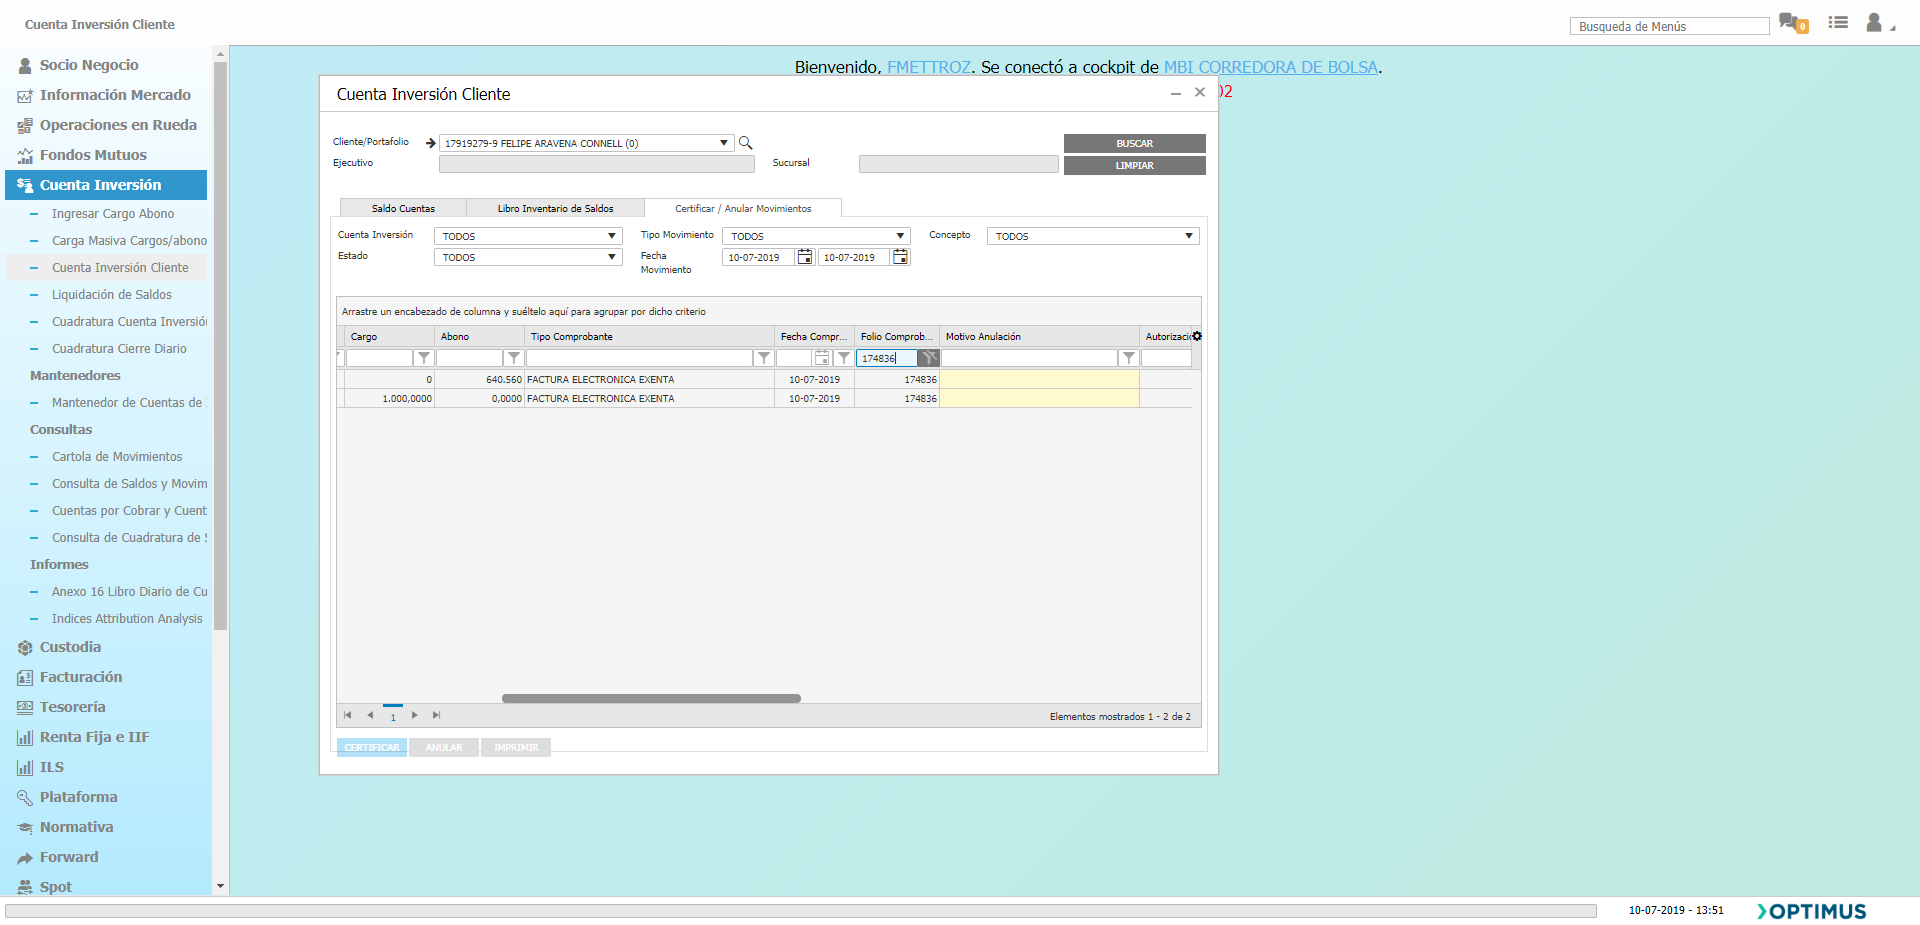 Cuenta Inversión Cliente
Busqueda de Menús
0
Socio Negocio
Información Mercado
Operaciones en Rueda
Fondos Mutuos
Cuenta Inversión
Ingresar Cargo Abono
Carga Masiva Cargos/abono
Cuenta Inversión Cliente
Liquidación de Saldos
Cuadratura Cuenta Inversió
Cuadratura Cierre Diario
Mantenedores
Mantenedor de Cuentas de
Consultas
Cartola de Movimientos
Consulta de Saldos y Movim
Cuentas por Cobrar y Cuent
Consulta de Cuadratura de S
Informes
Anexo 16 Libro Diario de Cu
Indices Attribution Analysis
Custodia
Facturación
Tesorería
Renta Fija e IIF
ILS
Plataforma
Normativa
Forward
Spot
Bienvenido, FMETTROZ. Se conectó a cockpit de MBI CORREDORA DE BOLSA.
02
Cuenta Inversión Cliente
Cliente/Portafolio 17919279-9 FELIPE ARAVENA CONNELL (0) BUSCAR
Ejecutivo Sucursal LIMPIAR
Saldo Cuentas Libro Inventario de Saldos Certificar / Anular Movimientos
Cuenta Inversión TODOS Tipo Movimiento TODOS Concepto TODOS
Estado TODOS Fecha Movimiento 10-07-2019 10-07-2019
Arrastre un encabezado de columna y suéltelo aquí para agrupar por dicho criterio
Cargo Abono Tipo Comprobante Fecha Compr... Folio Comprob... Motivo Anulación Autorizació
174836
0 640.560 FACTURA ELECTRONICA EXENTA 10-07-2019 174836
1.000,0000 0,0000 FACTURA ELECTRONICA EXENTA 10-07-2019 174836
1 Elementos mostrados 1 - 2 de 2
CERTIFICAR ANULAR IMPRIMIR
10-07-2019 - 13:51 OPTIMUS